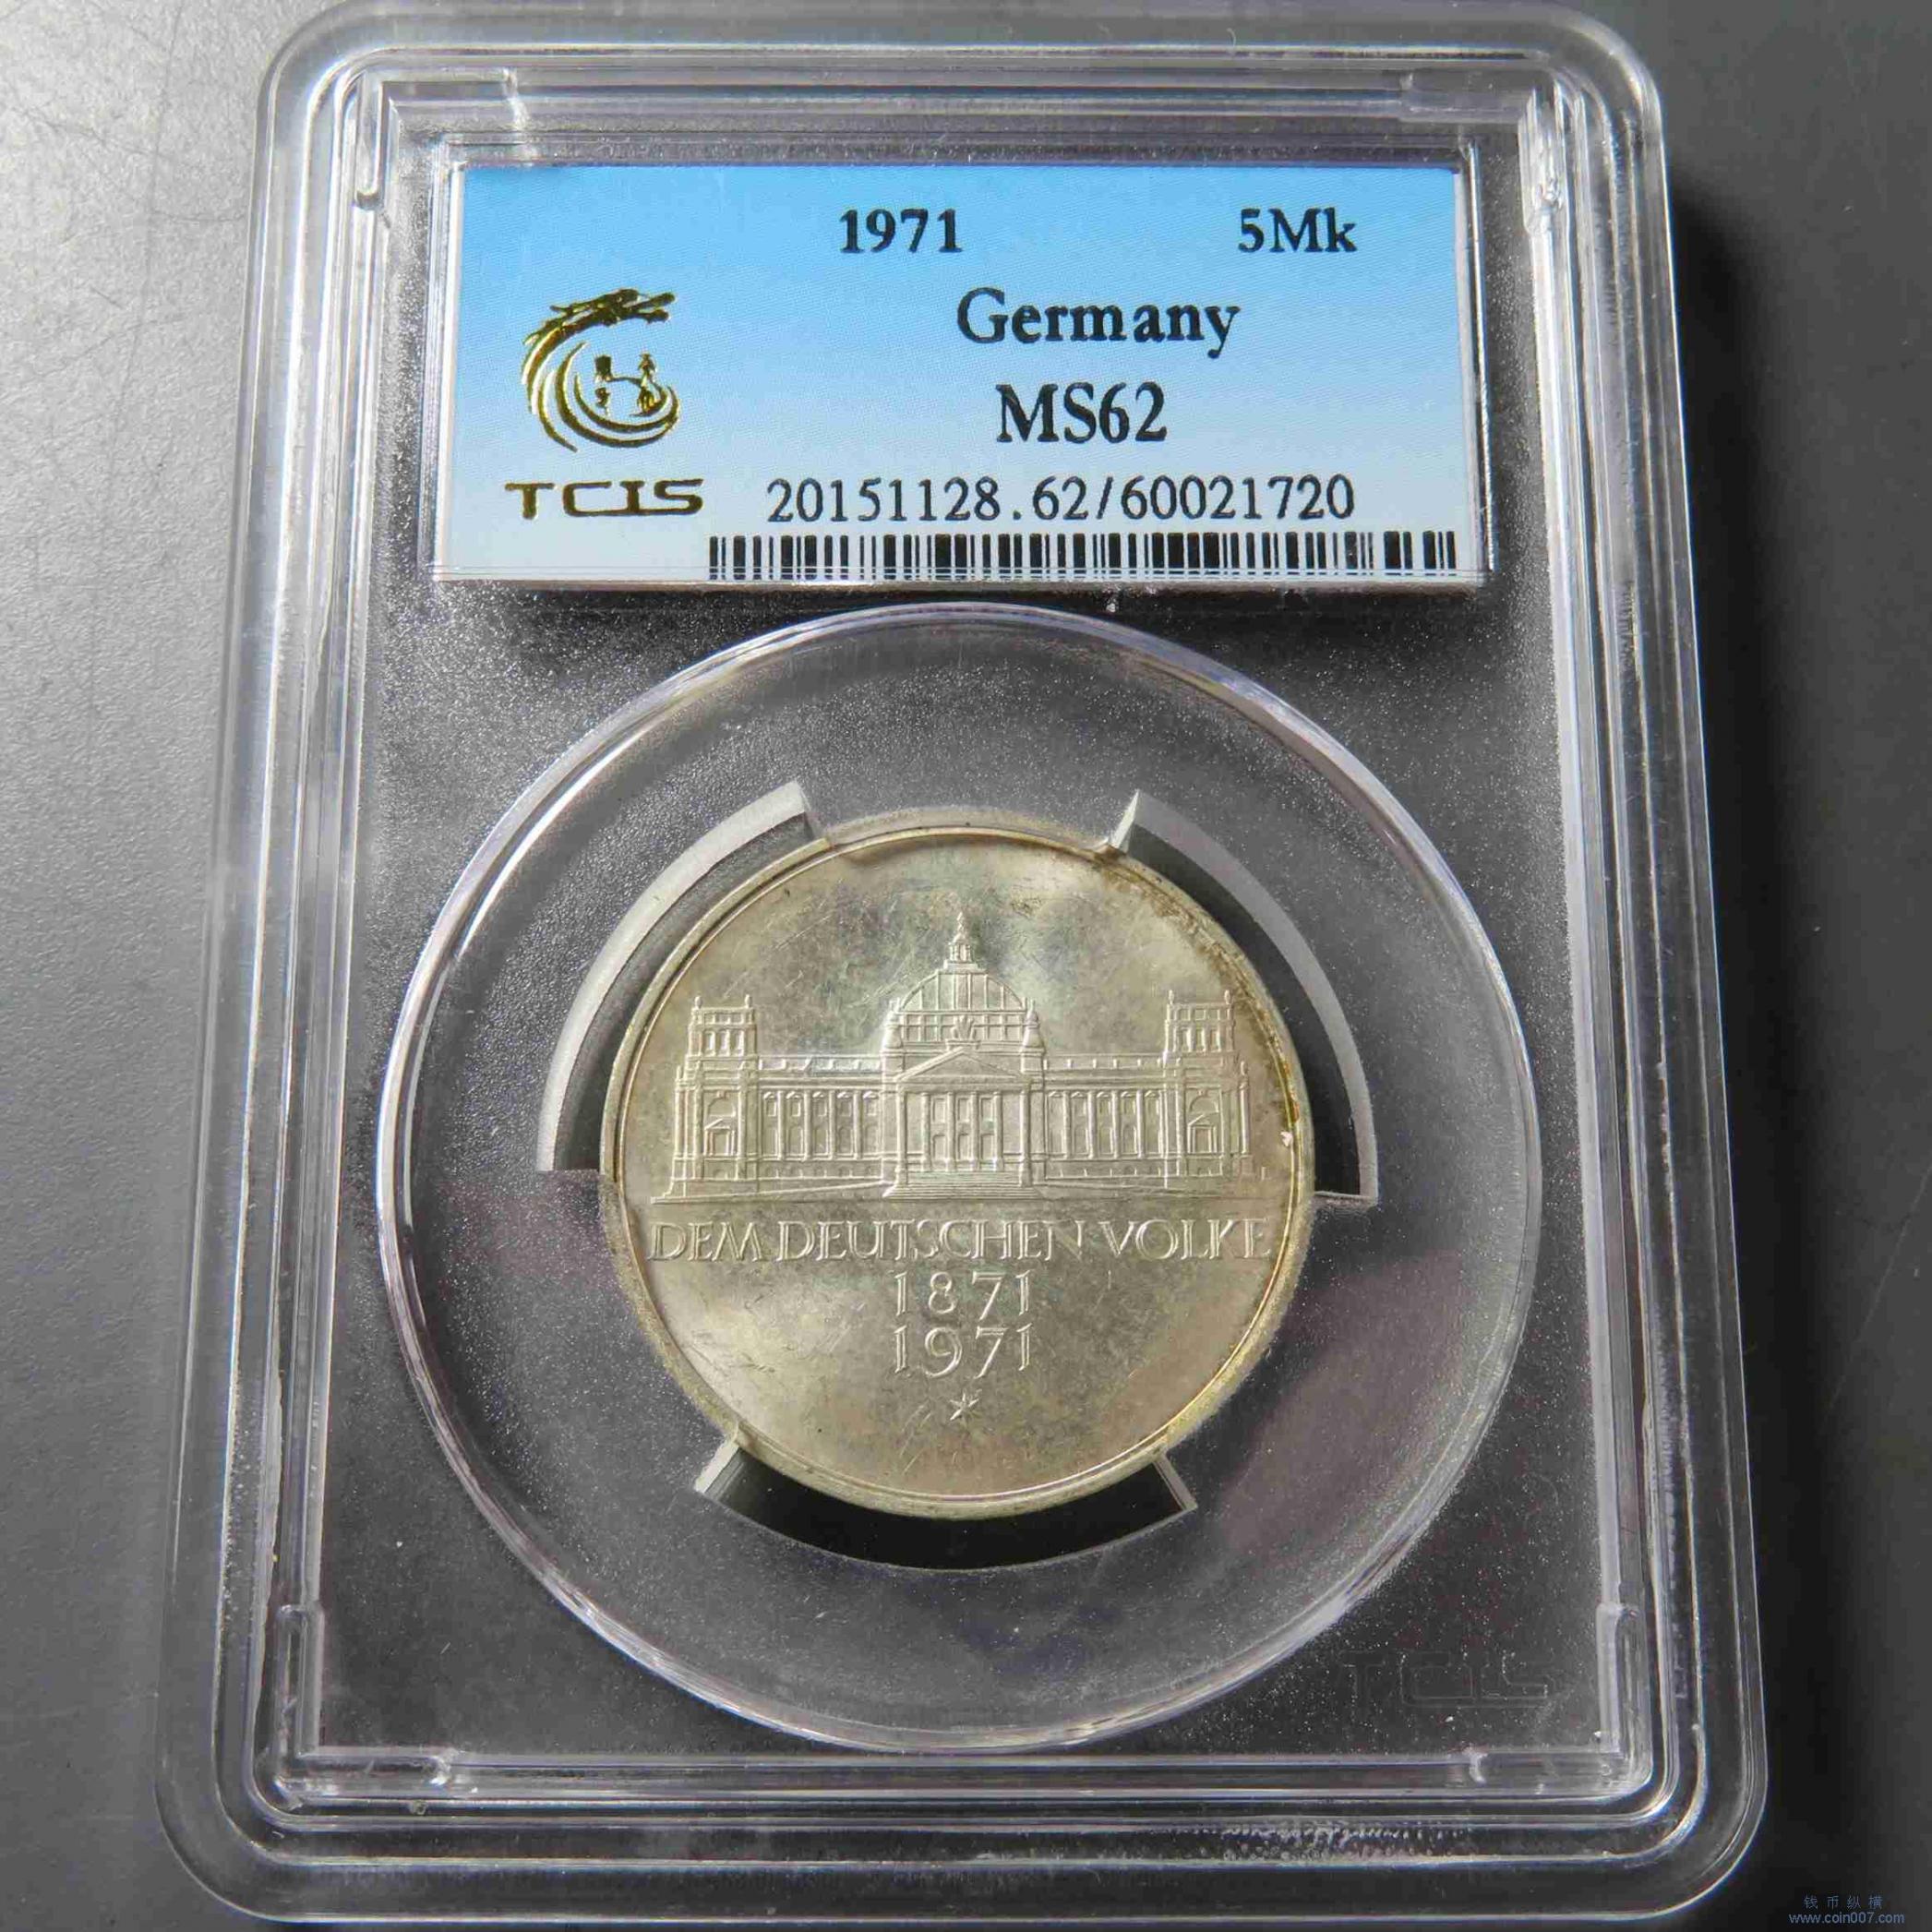 1971 5Mk
Germany
MS62
TCIS 20151128.62/60021720
DEM DEUTSCHEN VOLKE
1871
1971
TCIS
钱币纵横
www.coin007.com